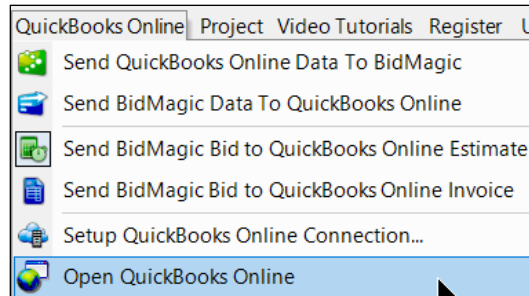 QuickBooks Online Project Video Tutorials Register
Send QuickBooks Online Data To BidMagic
Send BidMagic Data To QuickBooks Online
Send BidMagic Bid to QuickBooks Online Estimate
Send BidMagic Bid to QuickBooks Online Invoice
Setup QuickBooks Online Connection...
Open QuickBooks Online